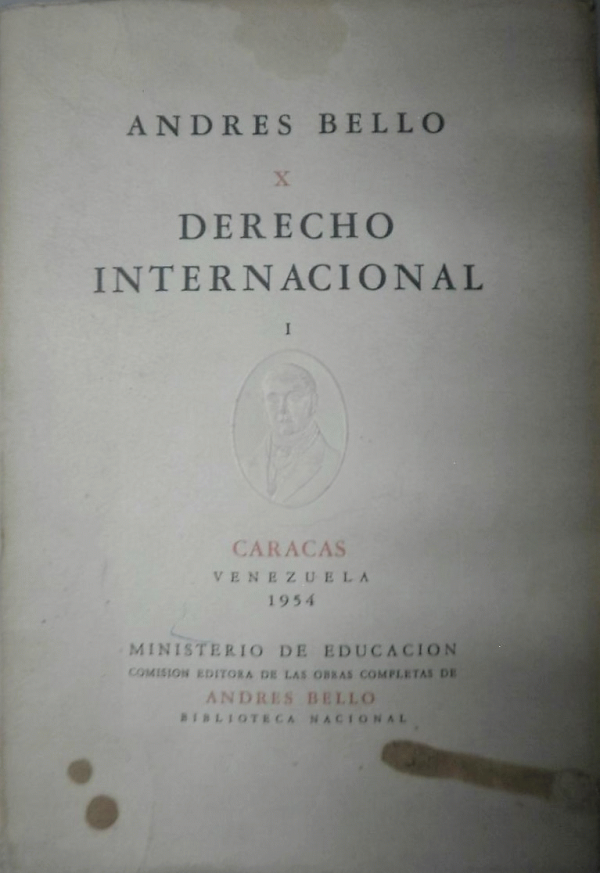 ANDRES BELLO
X
DERECHO
INTERNACIONAL
I
CARACAS
VENEZUELA
1954
MINISTERIO DE EDUCACION
COMISION EDITORA DE LAS OBRAS COMPLETAS DE
ANDRES BELLO
BIBLIOTECA NACIONAL